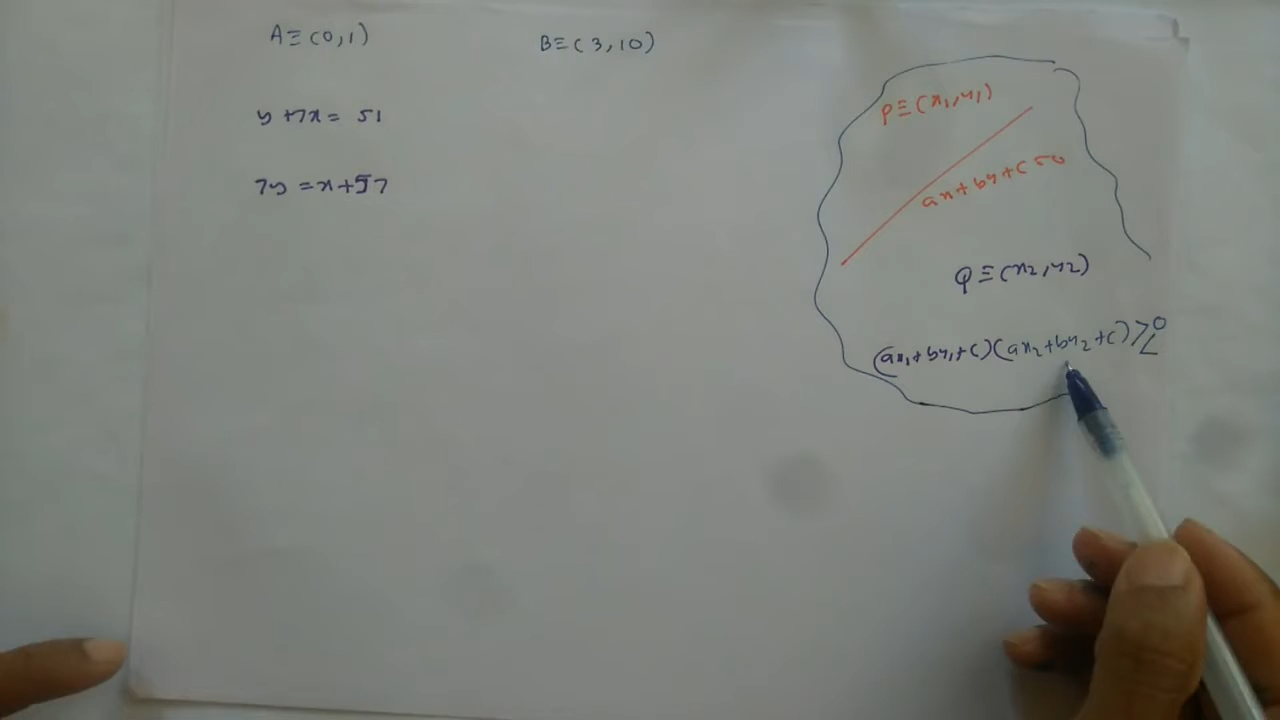 A≡(0,1)
B≡(3,10)
y+7x= 51
7y =x+57
P≡(x₁,y₁)
ax+by+c=0
Q≡(x₂,y₂)
(ax₁+by₁+c)(ax₂+by₂+c)><0